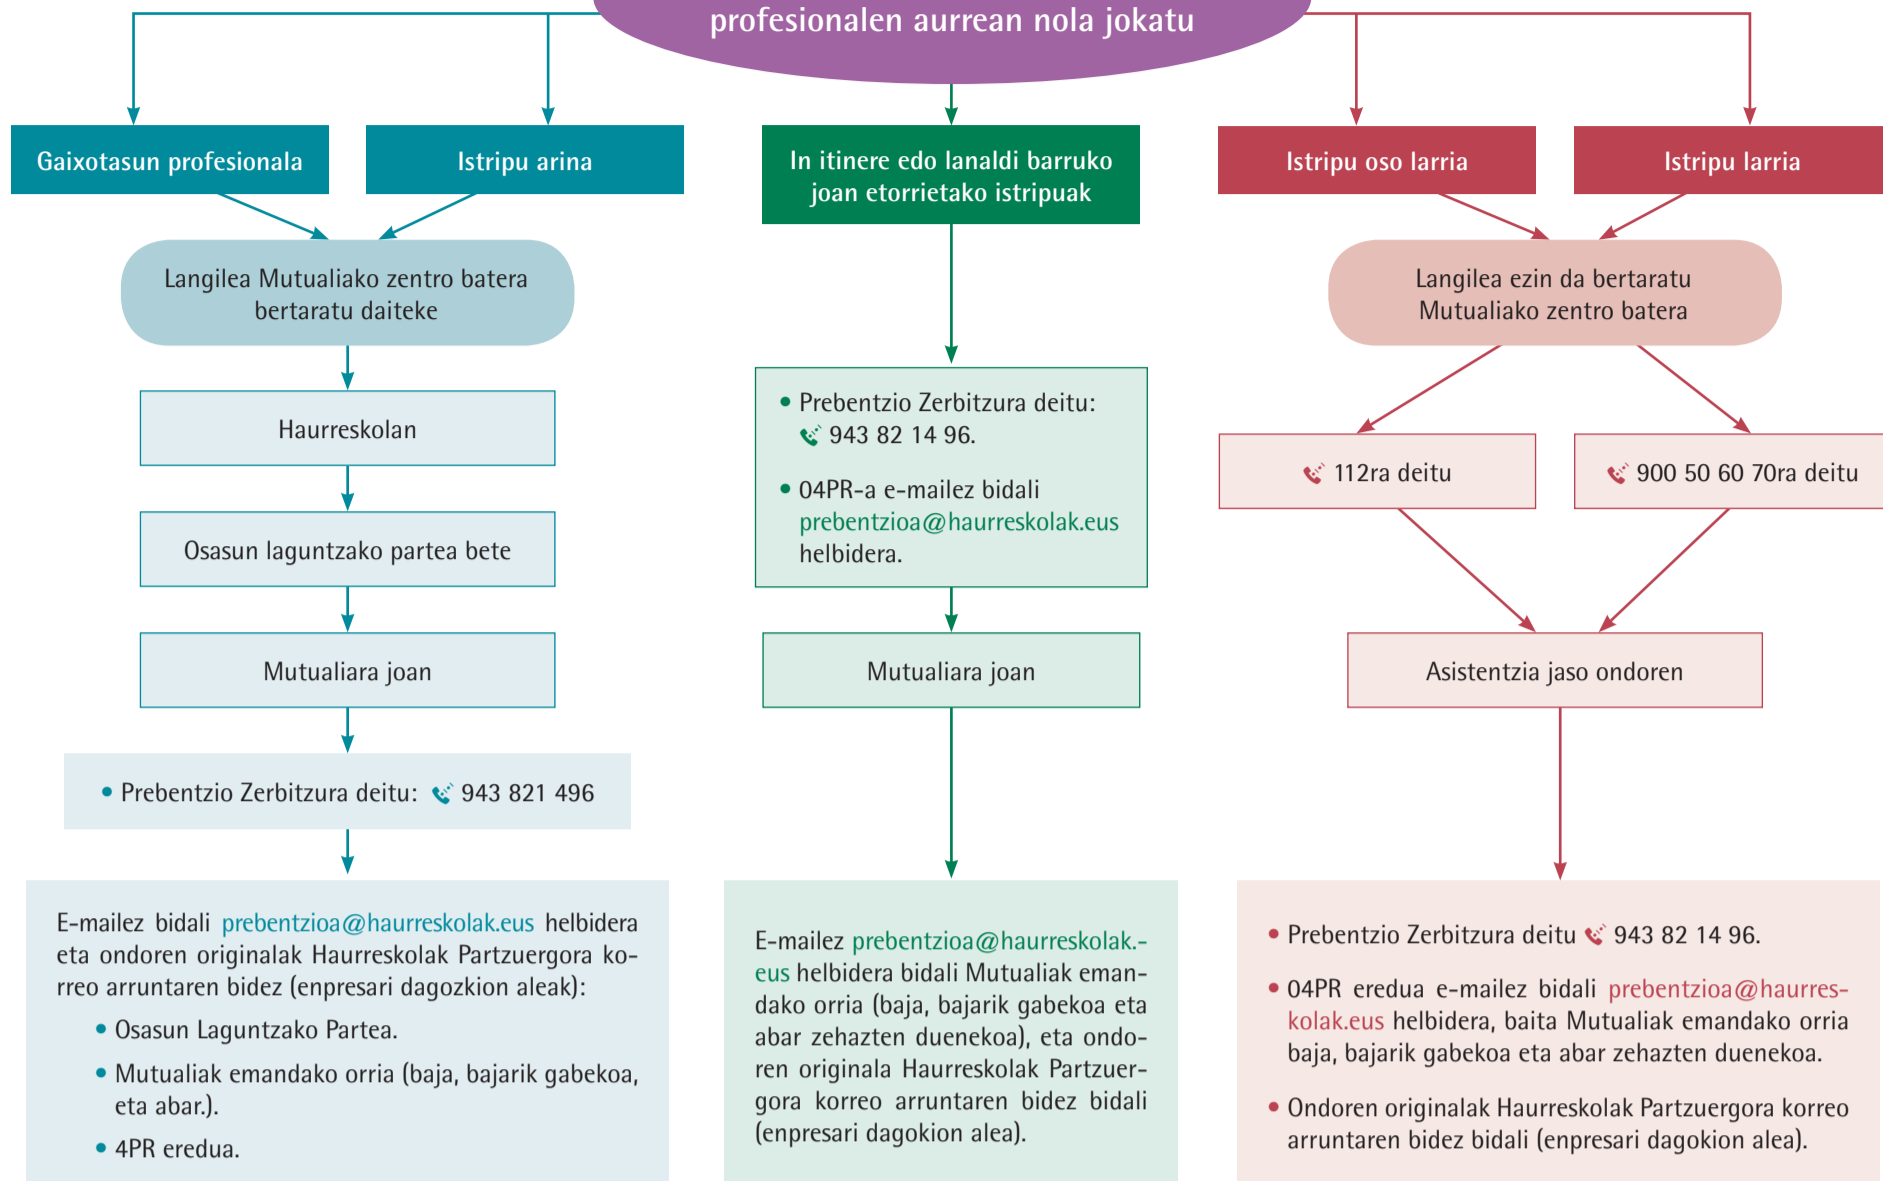 profesionalen aurrean nola jokatu
Gaixotasun profesionala
Istripu arina
Langilea Mutualiako zentro batera
bertaratu daiteke
Haurreskolan
Osasun laguntzako partea bete
Mutualiara joan
• Prebentzio Zerbitzura deitu: 943 821 496
E-mailez bidali prebentzioa@haurreskolak.eus helbidera
eta ondoren originalak Haurreskolak Partzuergora ko-
rreo arruntaren bidez (enpresari dagozkion aleak):
• Osasun Laguntzako Partea.
• Mutualiak emandako orria (baja, bajarik gabekoa,
eta abar.).
• 4PR eredua.
In itinere edo lanaldi barruko
joan etorrietako istripuak
• Prebentzio Zerbitzura deitu:
943 82 14 96.
• 04PR-a e-mailez bidali
prebentzioa@haurreskolak.eus
helbidera.
Mutualiara joan
E-mailez prebentzioa@haurreskolak.-
eus helbidera bidali Mutualiak eman-
dako orria (baja, bajarik gabekoa eta
abar zehazten duenekoa), eta ondo-
ren originala Haurreskolak Partzuer-
gora korreo arruntaren bidez bidali
(enpresari dagokion alea).
Istripu oso larria
Istripu larria
Langilea ezin da bertaratu
Mutualiako zentro batera
112ra deitu
900 50 60 70ra deitu
Asistentzia jaso ondoren
• Prebentzio Zerbitzura deitu 943 82 14 96.
• 04PR eredua e-mailez bidali prebentzioa@haurres-
kolak.eus helbidera, baita Mutualiak emandako orria
baja, bajarik gabekoa eta abar zehazten duenekoa.
• Ondoren originalak Haurreskolak Partzuergora korreo
arruntaren bidez bidali (enpresari dagokion alea).